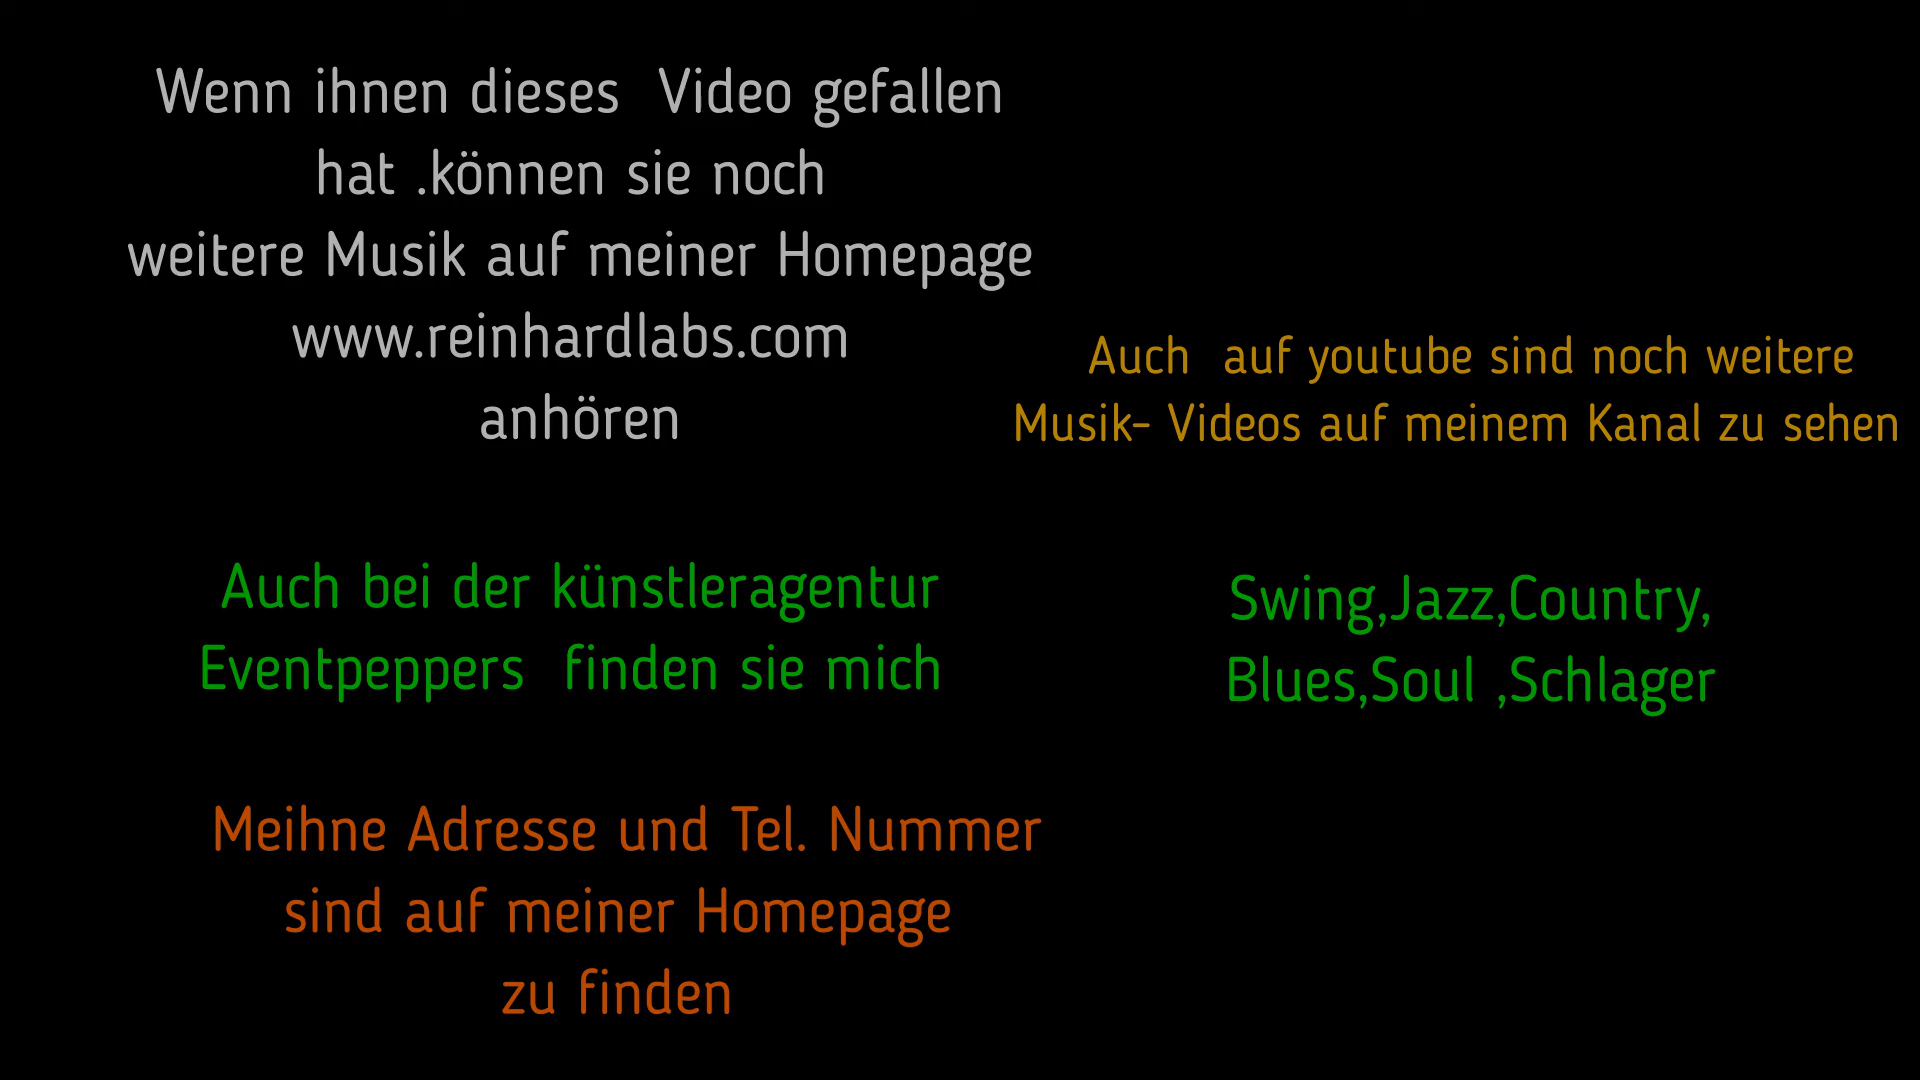 Wenn ihnen dieses  Video gefallen
hat .können sie noch
weitere Musik auf meiner Homepage
www.reinhardlabs.com
anhören
Auch  auf youtube sind noch weitere
Musik- Videos auf meinem Kanal zu sehen
Auch bei der künstleragentur
Eventpeppers  finden sie mich
Swing,Jazz,Country,
Blues,Soul ,Schlager
Meihne Adresse und Tel. Nummer
sind auf meiner Homepage
zu finden